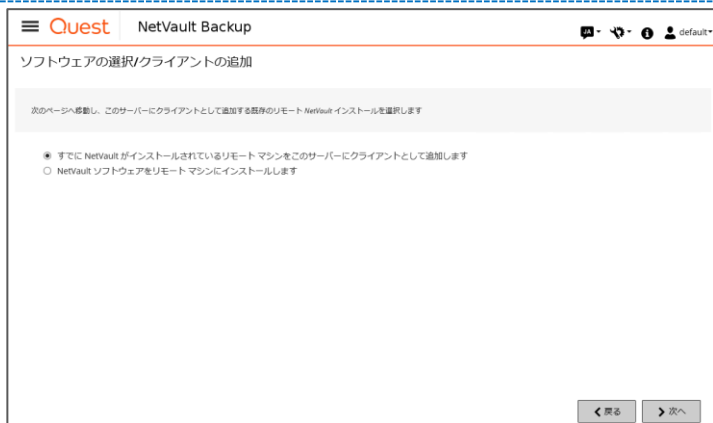 Quest NetVault Backup
JA default
ソフトウェアの選択/クライアントの追加
次のページへ移動し、このサーバーにクライアントとして追加する既存のリモート NetVault インストールを選択します
すでに NetVault がインストールされているリモート マシンをこのサーバーにクライアントとして追加します
NetVault ソフトウェアをリモート マシンにインストールします
戻る 次へ